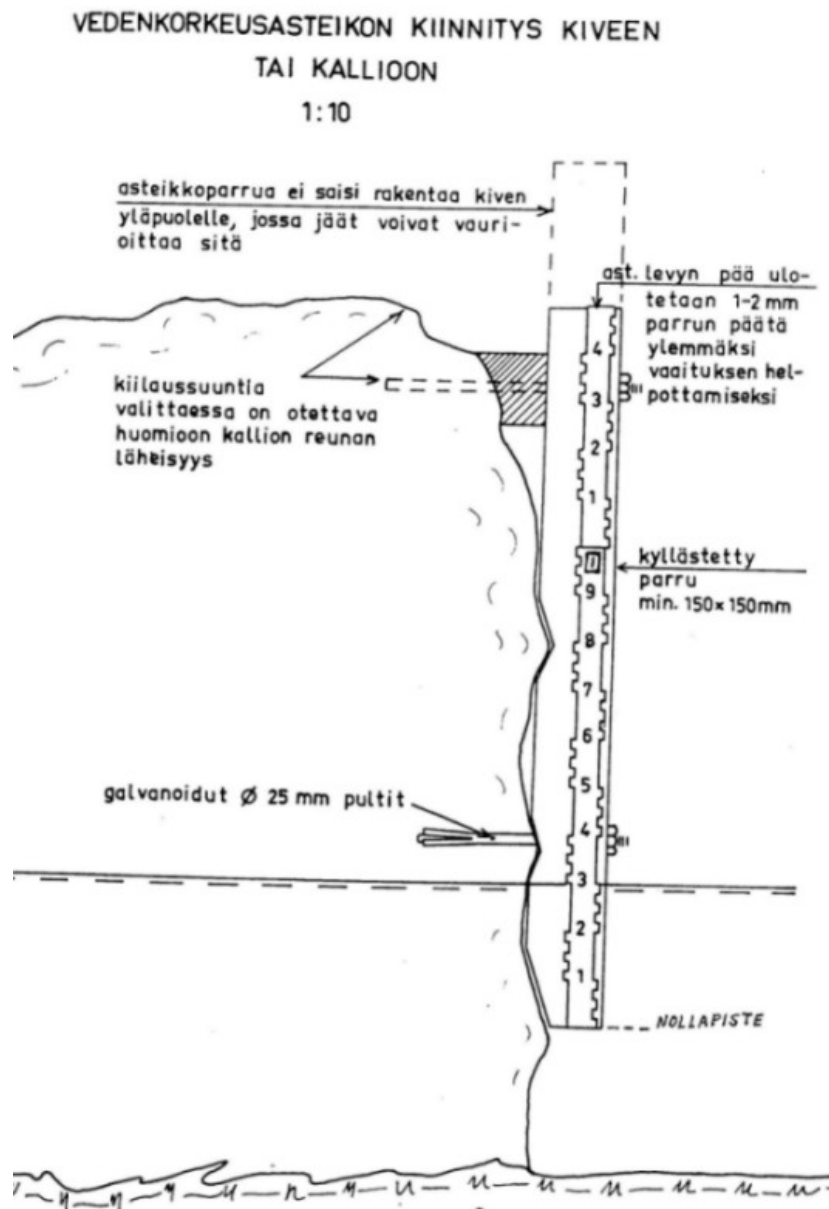 VEDENKORKEUSASTEIKON KIINNITYS KIVEEN
TAI KALLIOON
1:10
asteikkoparrua ei saisi rakentaa kiven
yläpuolelle, jossa jäät voivat vauri-
oittaa sitä
ast. levyn pää ulo-
tetaan 1-2 mm
parrun päätä
ylemmäksi
vaaituksen hel-
pottamiseksi
kiilaussuuntia
valittaessa on otettava
huomioon kallion reunan
läheisyys
4
3
2
1
1
9
8
7
6
5
4
3
2
1
kyllästetty
parru
min. 150×150mm
galvanoidut Ø 25 mm pultit
NOLLAPISTE